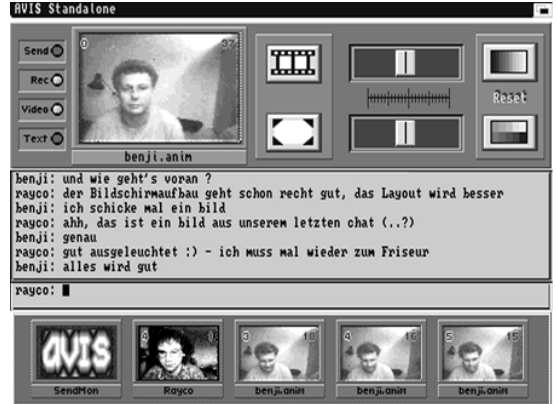 AVIS Standalone
Send
Rec
Video
Text
0 37
benji.anim
Reset
benji: und wie geht's voran ?
rayco: der Bildschirmaufbau geht schon recht gut, das Layout wird besser
benji: ich schicke mal ein bild
rayco: ahh, das ist ein bild aus unserem letzten chat (..?)
benji: genau
rayco: gut ausgeleuchtet :) - ich muss mal wieder zum Friseur
benji: alles wird gut
rayco:
AVIS
4 1
3 10
4 16
5 15
SendMon
Rayco
benji.anim
benji.anim
benji.anim